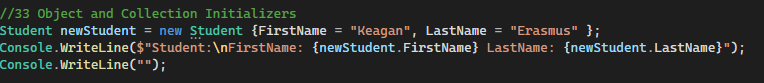 //33 Object and Collection Initializers
Student newStudent = new Student {FirstName = "Keagan", LastName = "Erasmus" };
Console.WriteLine($"Student:\nFirstName: {newStudent.FirstName} LastName: {newStudent.LastName}");
Console.WriteLine("");